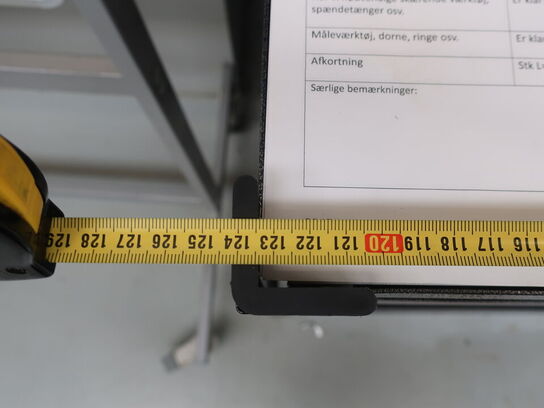 spændetænger osv.
Måleværktøj, dorne, ringe osv.
Er kla
Afkortning
Stk L
Særlige bemærkninger:
129 128 127 126 125 124 123 122 121 120 119 118 117 116